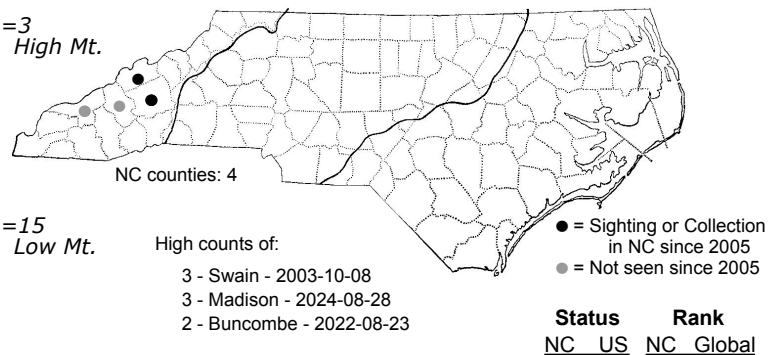 =3
High Mt.
NC counties: 4
=15
Low Mt.
High counts of:
3 - Swain - 2003-10-08
3 - Madison - 2024-08-28
2 - Buncombe - 2022-08-23
● = Sighting or Collection
in NC since 2005
● = Not seen since 2005
Status Rank
NC US NC Global